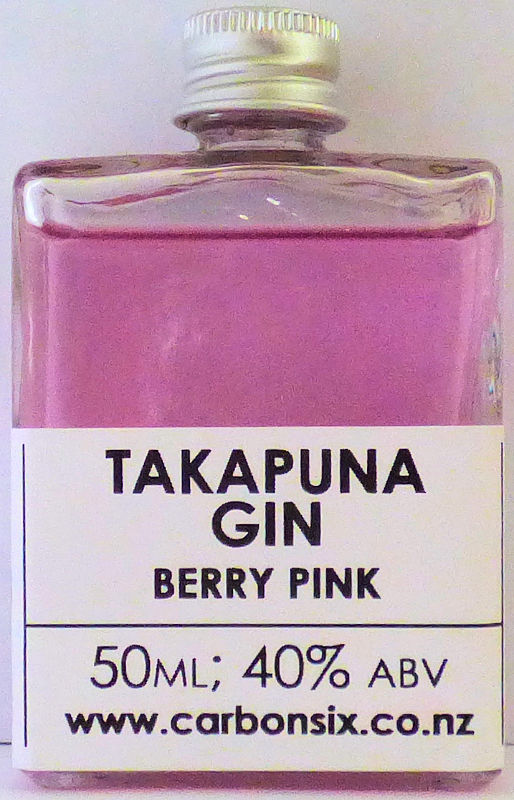 TAKAPUNA
GIN
BERRY PINK
50ML; 40% ABV
www.carbonsix.co.nz